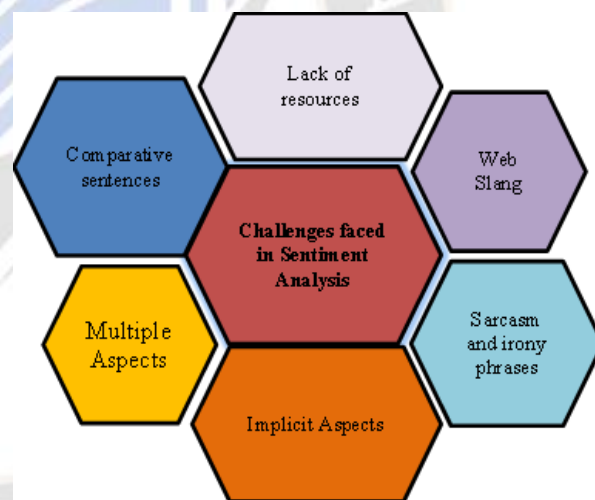 Lack of
resources
Comparative
sentences
Web
Slang
Challenges faced
in Sentiment
Analysis
Multiple
Aspects
Sarcasm
and irony
phrases
Implicit Aspects